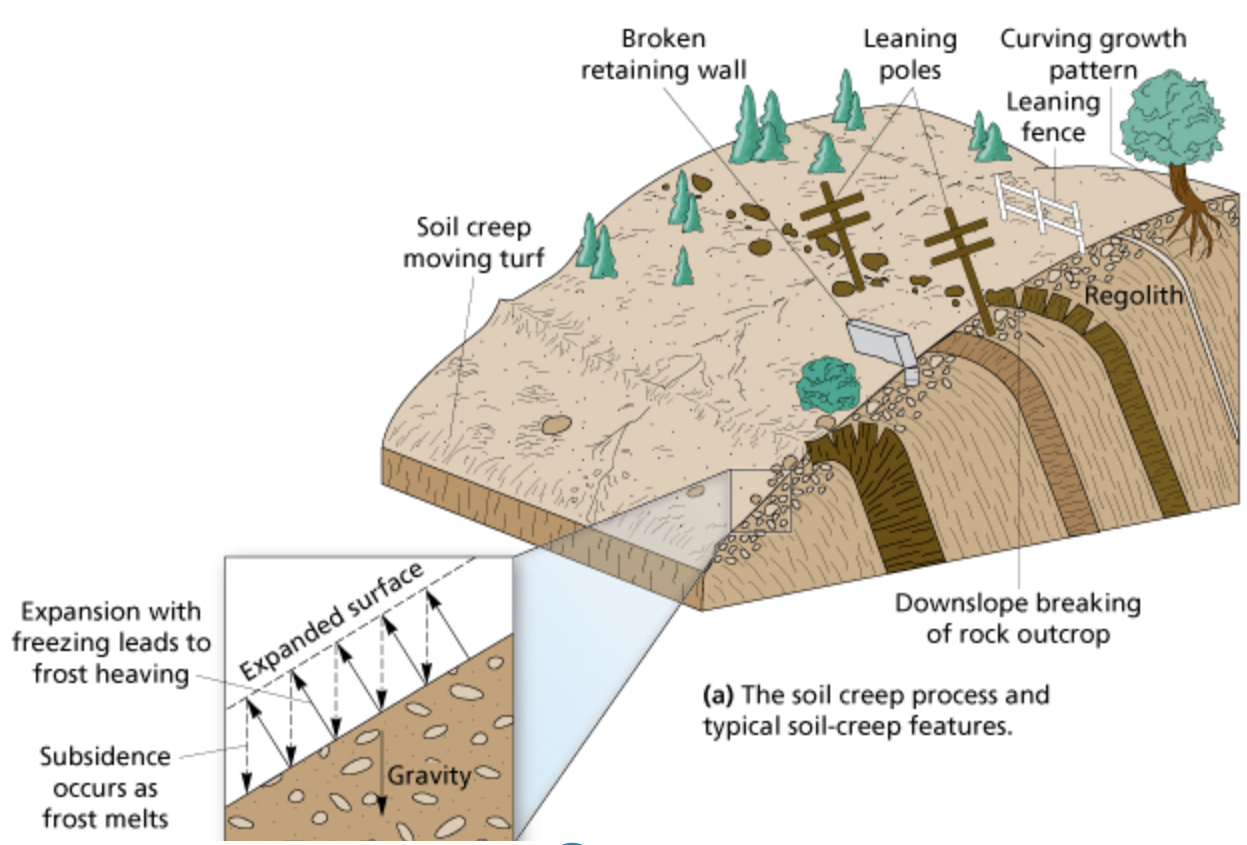 Broken
retaining wall
Leaning
poles
Curving growth
pattern
Leaning
fence
Soil creep
moving turf
Regolith
Expansion with
freezing leads to
frost heaving
Expanded surface
Subsidence
occurs as
frost melts
Gravity
Downslope breaking
of rock outcrop
(a) The soil creep process and
typical soil-creep features.